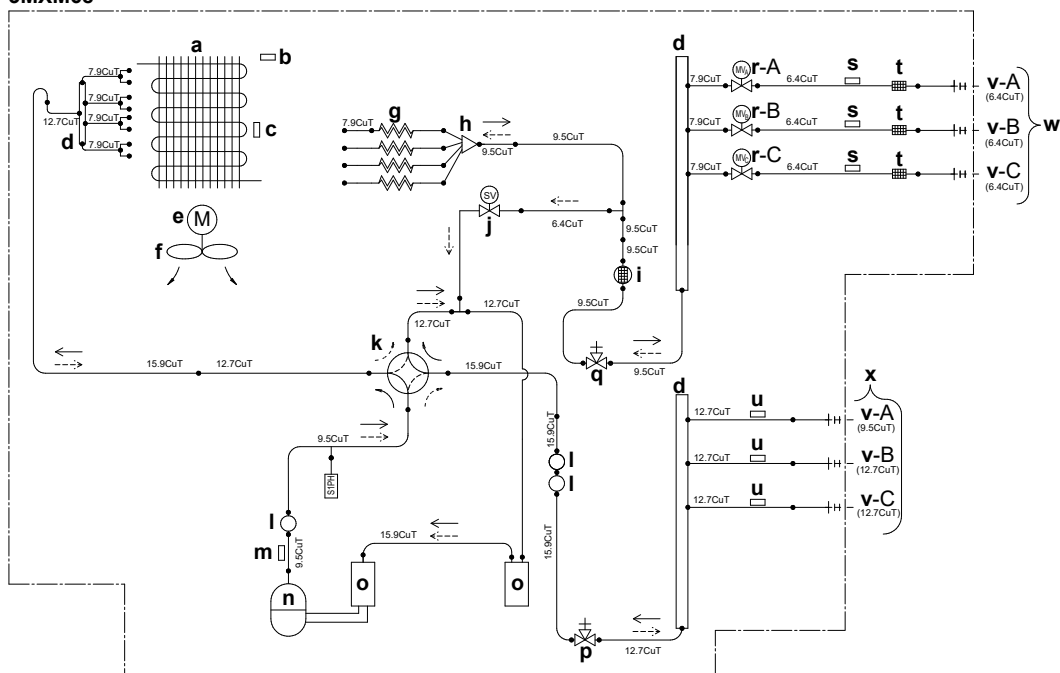 a
b
d
7.9CuT
r-A
s
t
v-A
7.9CuT
6.4CuT
(6.4CuT)
7.9CuT
g
h
9.5CuT
12.7CuT
7.9CuT
c
7.9CuT
9.5CuT
r-B
s
t
v-B
w
d
7.9CuT
7.9CuT
6.4CuT
(6.4CuT)
r-C
s
t
v-C
7.9CuT
6.4CuT
(6.4CuT)
SV
e
M
j
6.4CuT
9.5CuT
f
9.5CuT
i
12.7CuT
12.7CuT
9.5CuT
k
15.9CuT
12.7CuT
15.9CuT
q
9.5CuT
d
x
12.7CuT
u
v-A
(9.5CuT)
15.9CuT
9.5CuT
12.7CuT
u
v-B
(12.7CuT)
l
l
S1PH
12.7CuT
u
v-C
(12.7CuT)
l
m
9.5CuT
15.9CuT
15.9CuT
n
o
o
p
12.7CuT